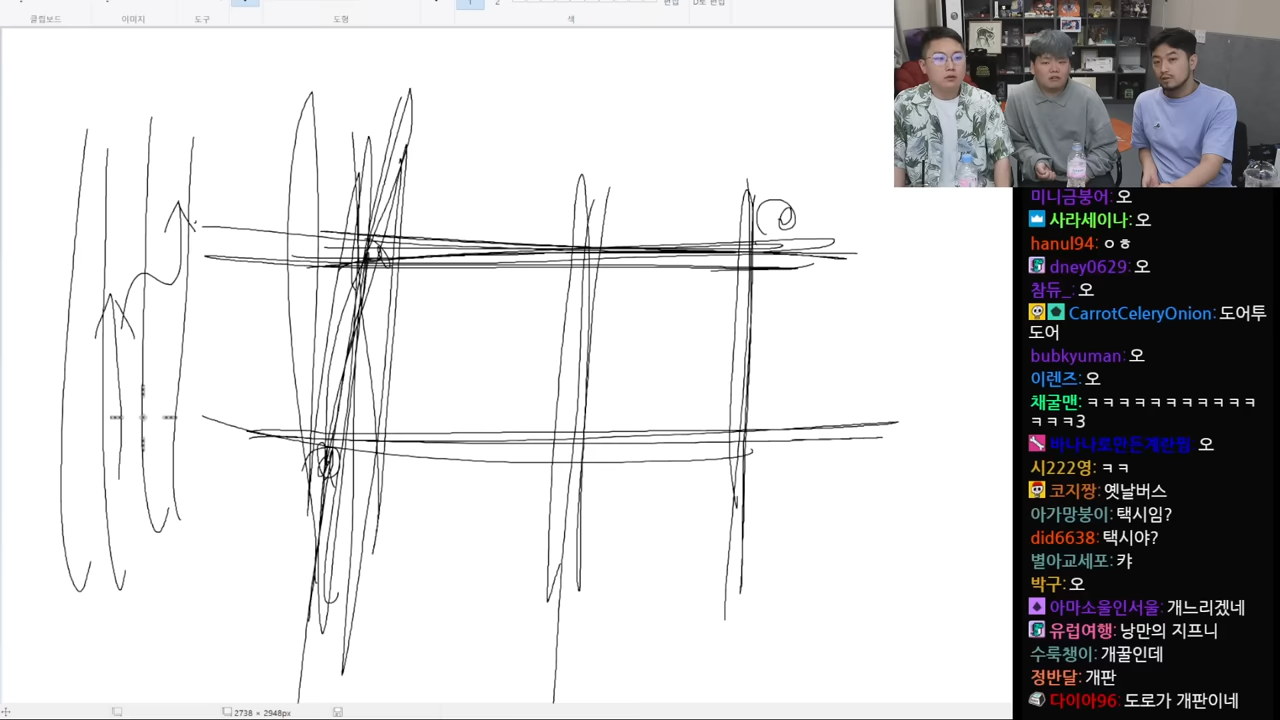 클립보드
이미지
도구
도형
1
2
색
편집
미니금붕어: 오
사라세이나: 오
hanul94: ㅇㅎ
dney0629: 오
참듀_: 오
CarrotCeleryOnion: 도어투
도어
bubkyuman: 오
이렌즈: 오
채굴맨: ㅋㅋㅋㅋㅋㅋㅋㅋㅋㅋㅋ
ㅋㅋㅋ3
바나나로만든계란찜: 오
시222영: ㅋㅋ
코지짱: 옛날버스
아가망붕이: 택시임?
did6638: 택시야?
별아교세포: 캬
박구: 오
아마소울인서울: 개느리겠네
유럽여행: 낭만의 지프니
수룩챙이: 개꿀인데
정반달: 개판
다이아96: 도로가 개판이네
2738 × 2948px